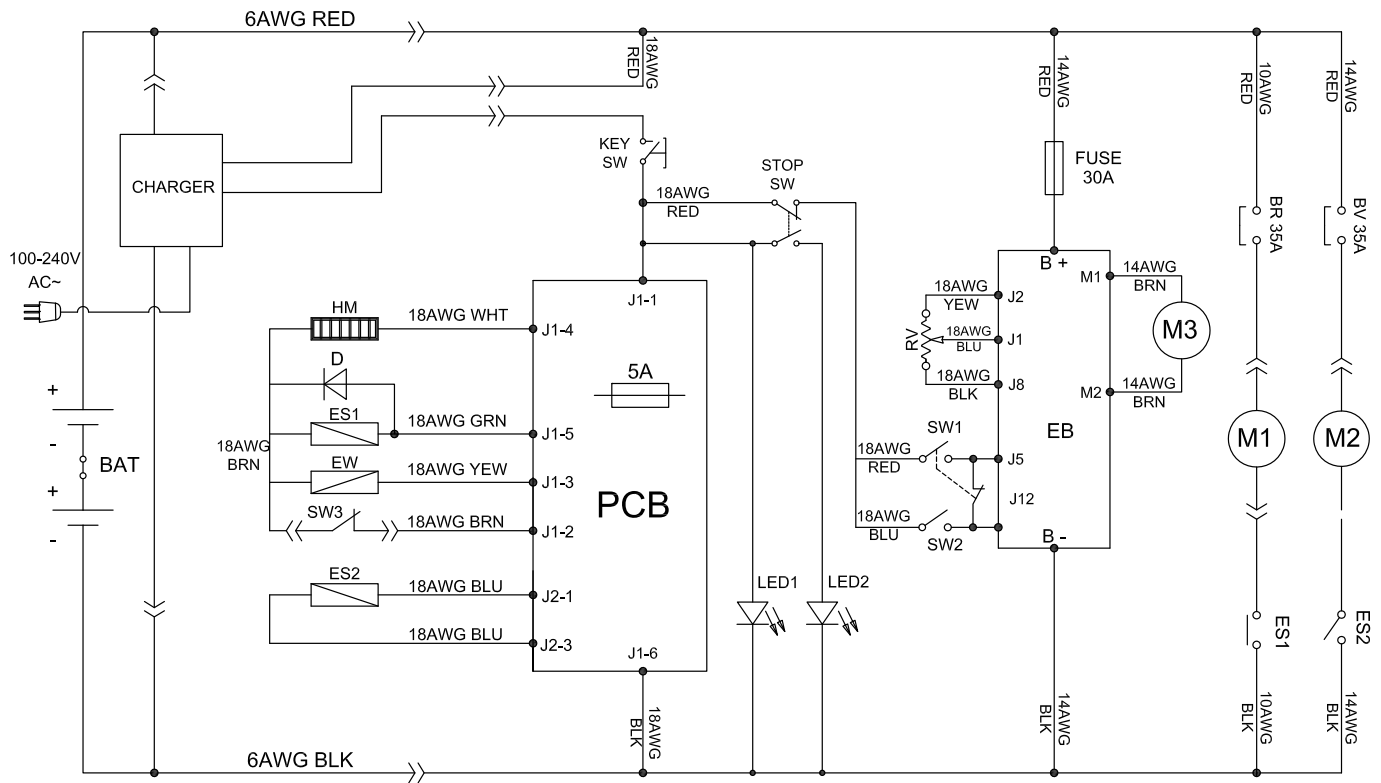 6AWG RED
18AWG
RED
14AWG
RED
10AWG
RED
14AWG
RED
CHARGER
KEY
SW
STOP
SW
18AWG
RED
FUSE
30A
BR 35A
BV 35A
100-240V
AC~
B +
J1-1
HM
18AWG WHT
J1-4
D
5A
ES1
18AWG GRN
J1-5
18AWG
BRN
EW
18AWG YEW
J1-3
SW3
18AWG BRN
J1-2
PCB
ES2
18AWG BLU
J2-1
18AWG BLU
J2-3
J1-6
18AWG
YEW
J2
RV
18AWG
BLU
J1
18AWG
BLK
J8
M1
14AWG
BRN
M3
M2
14AWG
BRN
EB
18AWG
RED
SW1
J5
J12
18AWG
BLU
SW2
B -
M1
M2
+
-
BAT
+
-
LED1
LED2
ES1
ES2
18AWG
BLK
14AWG
BLK
10AWG
BLK
14AWG
BLK
6AWG BLK